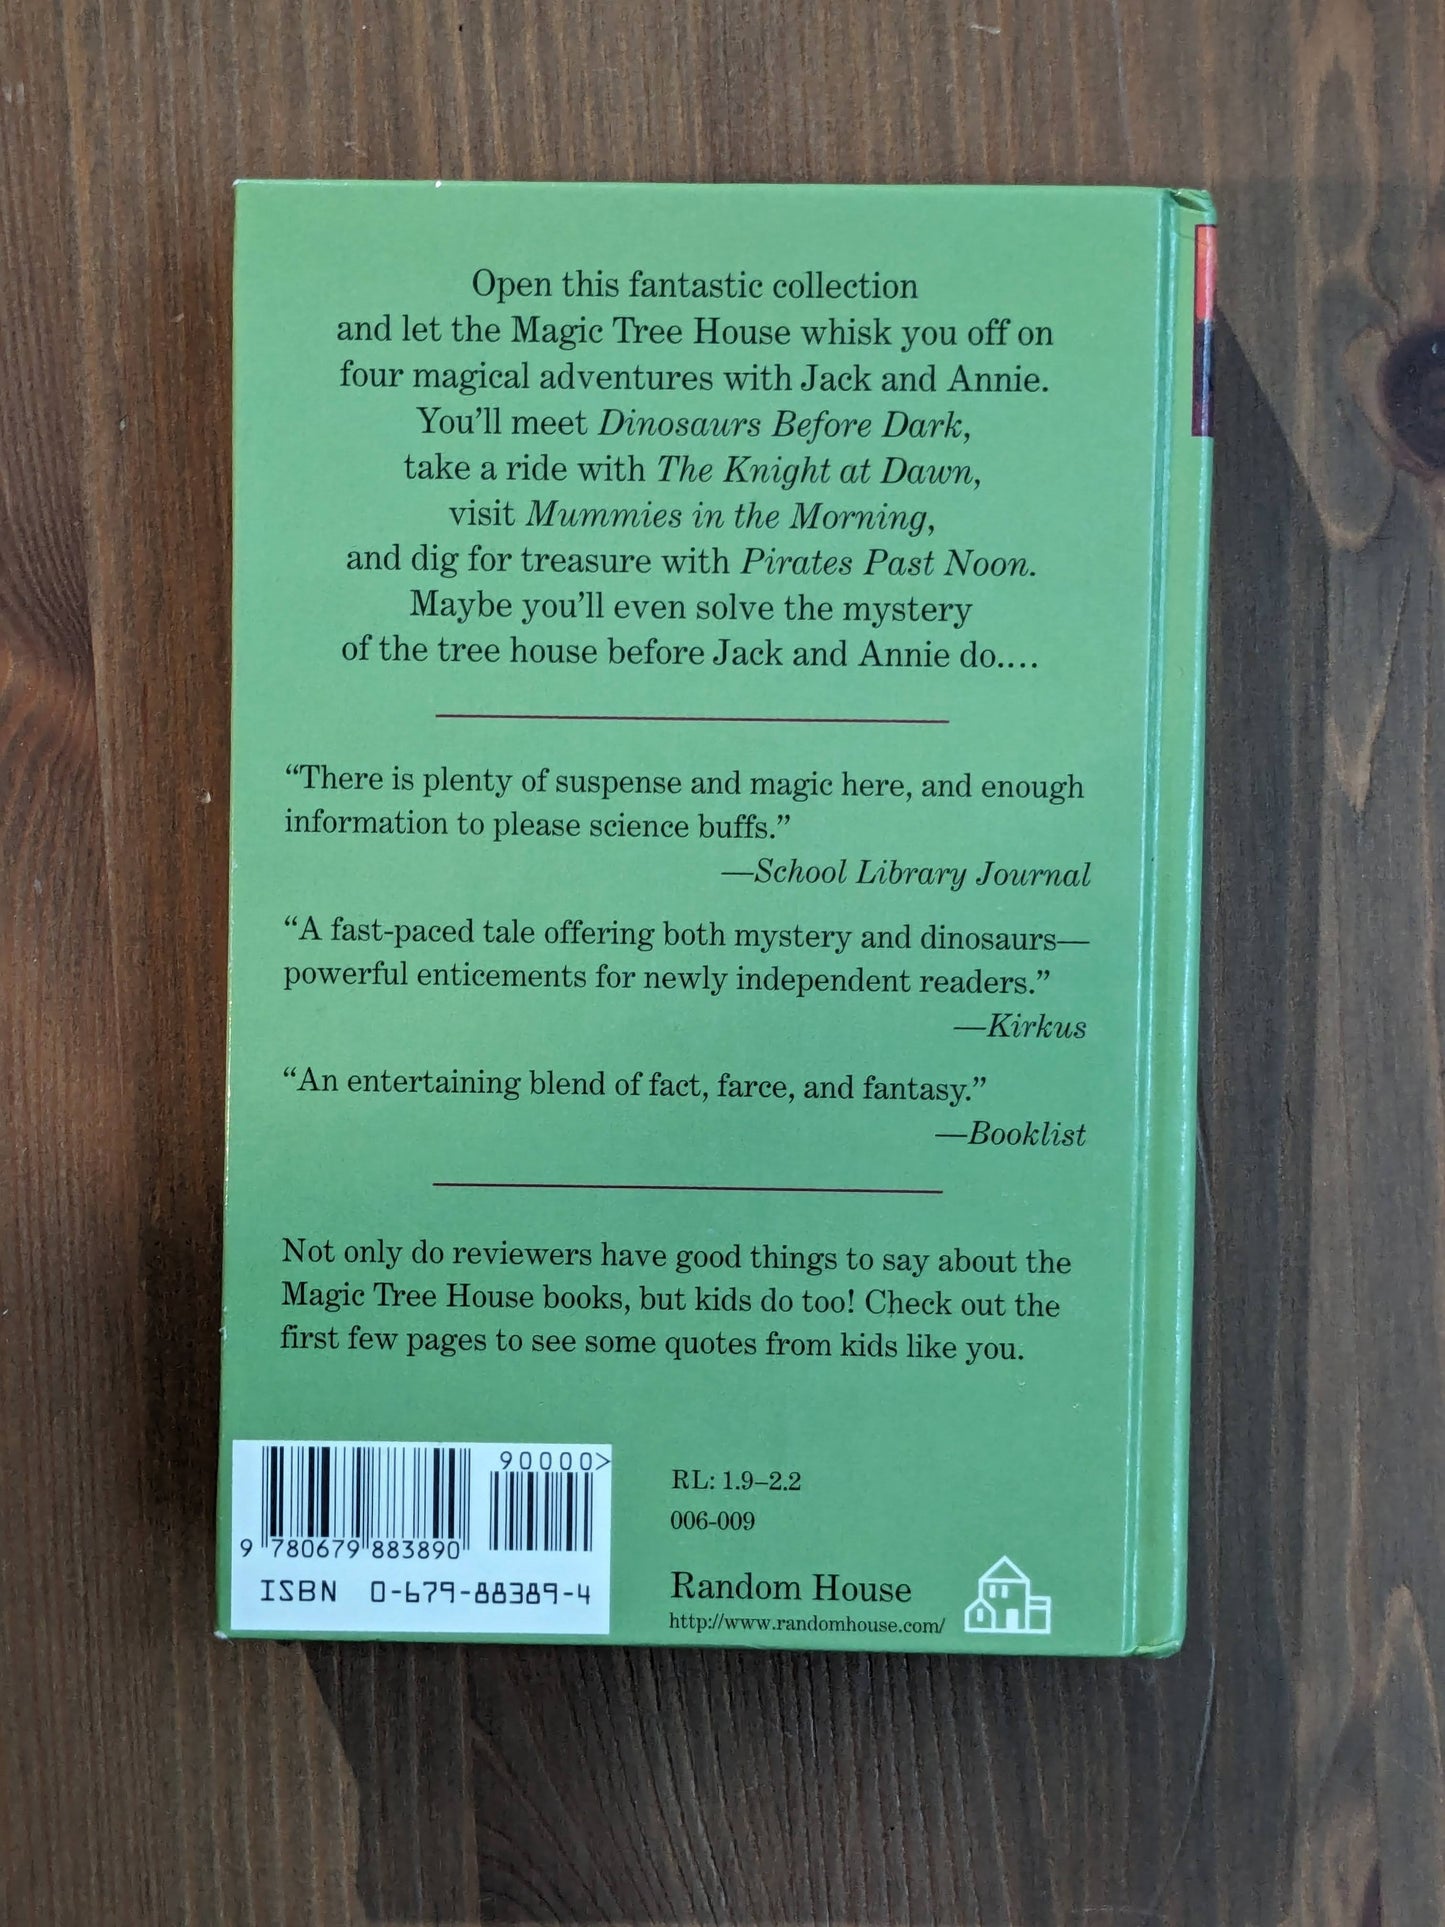 Open this fantastic collection
and let the Magic Tree House whisk you off on
four magical adventures with Jack and Annie.
You'll meet Dinosaurs Before Dark,
take a ride with The Knight at Dawn,
visit Mummies in the Morning,
and dig for treasure with Pirates Past Noon.
Maybe you'll even solve the mystery
of the tree house before Jack and Annie do....
“There is plenty of suspense and magic here, and enough
information to please science buffs.”
—School Library Journal
“A fast-paced tale offering both mystery and dinosaurs—
powerful enticements for newly independent readers.”
—Kirkus
“An entertaining blend of fact, farce, and fantasy.”
—Booklist
Not only do reviewers have good things to say about the
Magic Tree House books, but kids do too! Check out the
first few pages to see some quotes from kids like you.
90000>
9 780679 883890
ISBN 0-679-88389-4
RL: 1.9–2.2
006-009
Random House
http://www.randomhouse.com/